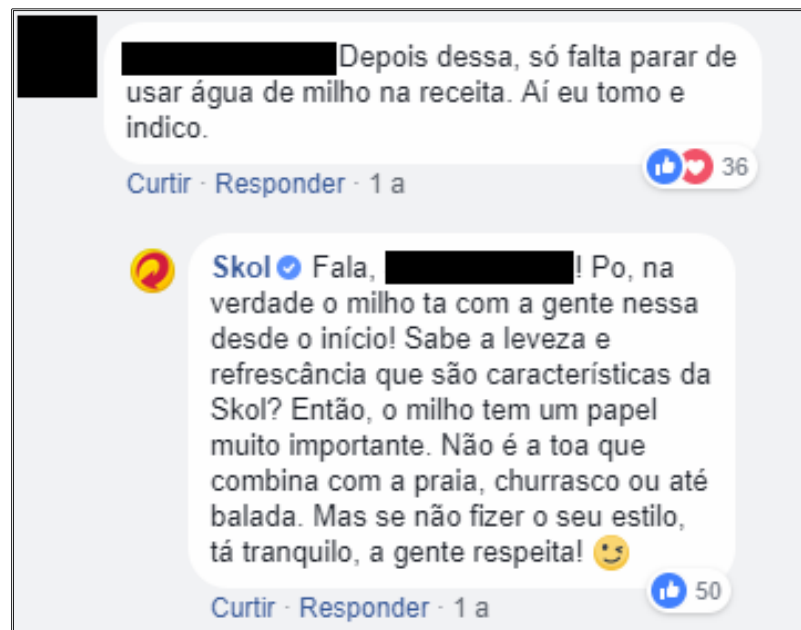 Depois dessa, só falta parar de
usar água de milho na receita. Aí eu tomo e
indico.
36
Curtir · Responder · 1 a
Skol Fala, ! Po, na
verdade o milho ta com a gente nessa
desde o início! Sabe a leveza e
refrescância que são características da
Skol? Então, o milho tem um papel
muito importante. Não é a toa que
combina com a praia, churrasco ou até
balada. Mas se não fizer o seu estilo,
tá tranquilo, a gente respeita! 😉
50
Curtir · Responder · 1 a